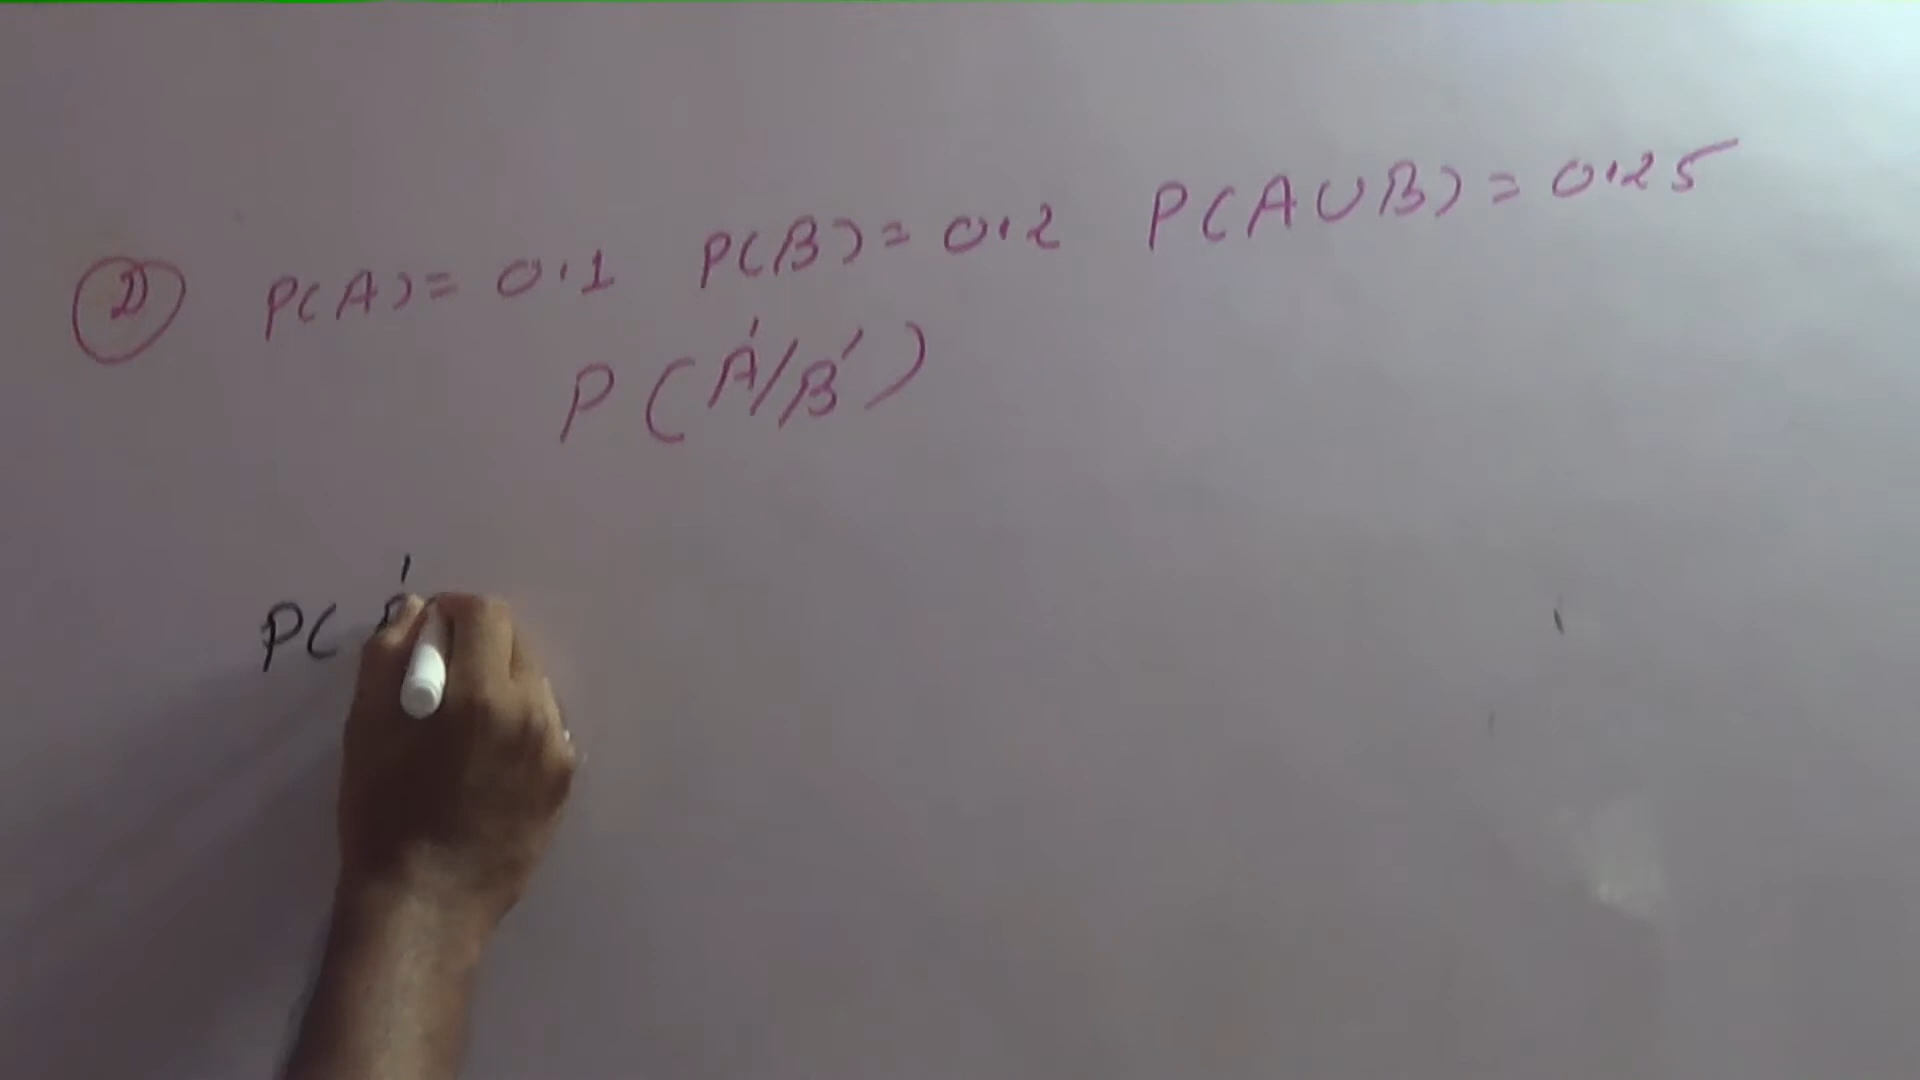 ② P(A) = 0.1 P(B) = 0.2 P(A∪B) = 0.25
P(A'/B')
P(